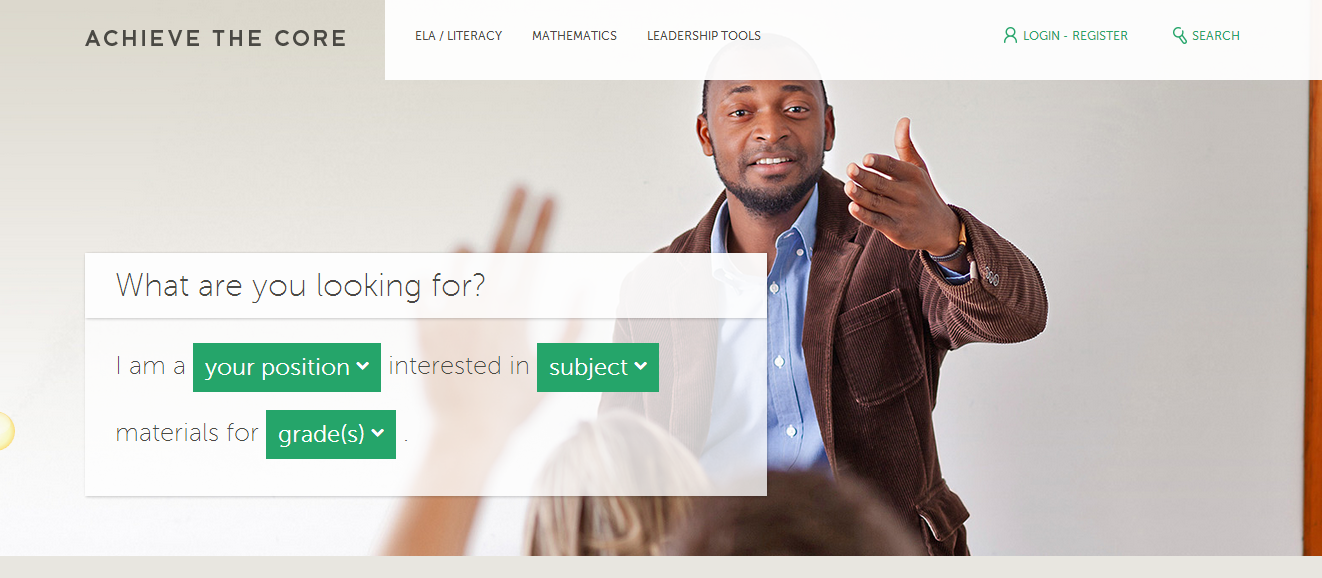 ACHIEVE THE CORE
ELA / LITERACY MATHEMATICS LEADERSHIP TOOLS LOGIN - REGISTER SEARCH
What are you looking for?
I am a your position interested in subject
materials for grade(s) .